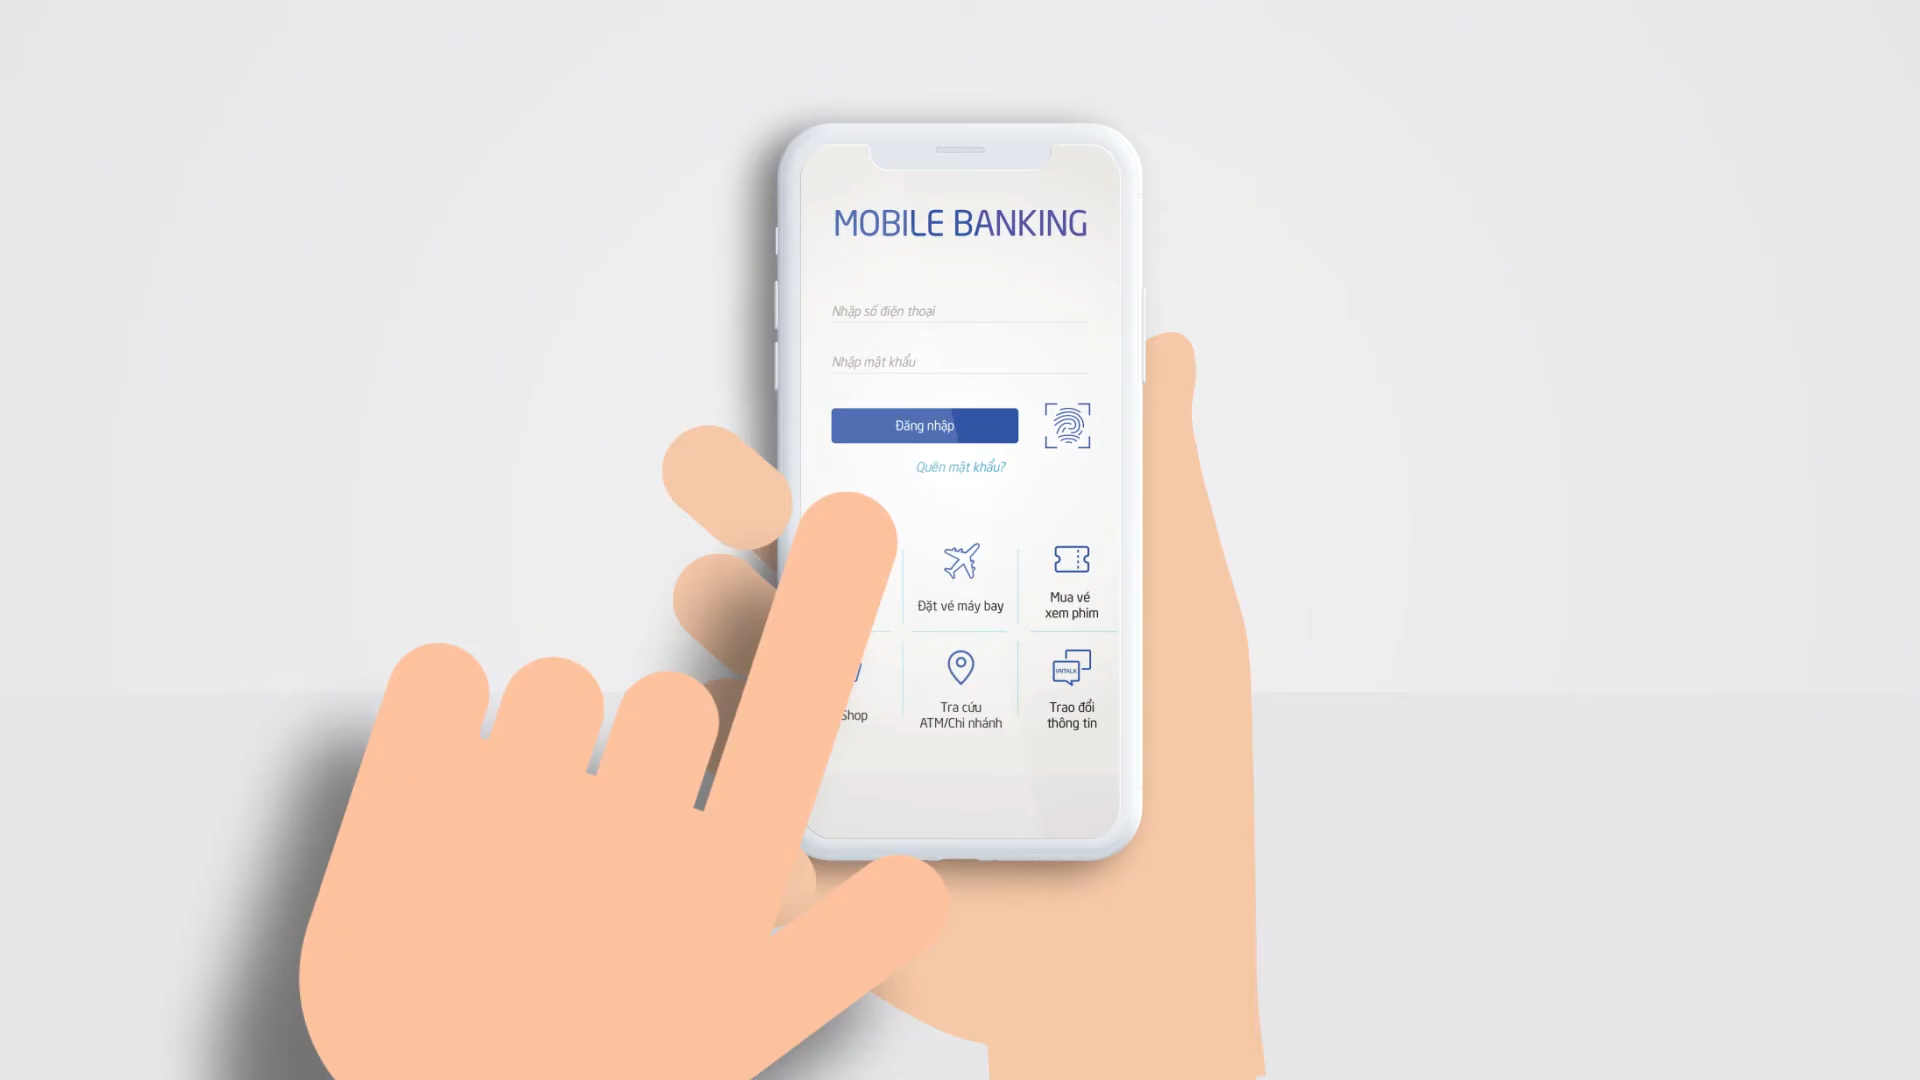 MOBILE BANKING
Nhập số điện thoại
Nhập mật khẩu
Đăng nhập
Quên mật khẩu?
Đặt vé máy bay
Mua vé
xem phim
Shop
Tra cứu
ATM/Chi nhánh
VNTALK
Trao đổi
thông tin